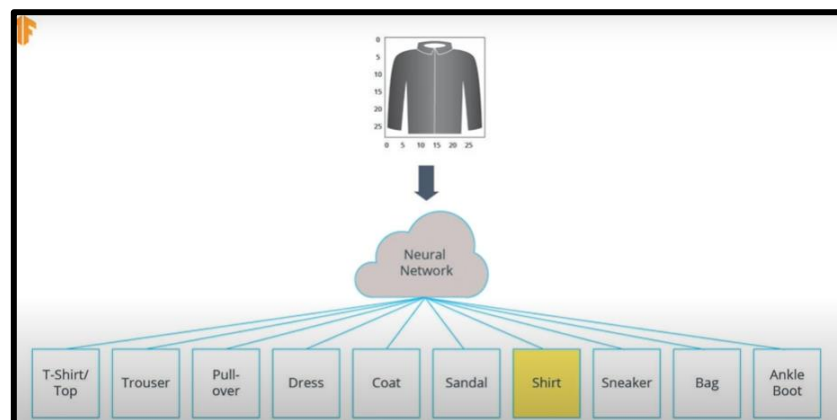 0
5
10
15
20
25
0 5 10 15 20 25
Neural
Network
T-Shirt/
Top
Trouser
Pull-
over
Dress
Coat
Sandal
Shirt
Sneaker
Bag
Ankle
Boot